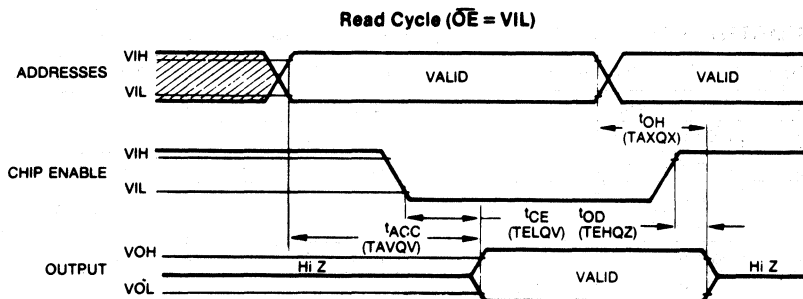 Read Cycle (OE = VIL)
ADDRESSES
VIH
VIL
VALID
VALID
tOH
(TAXQX)
CHIP ENABLE
VIH
VIL
tACC
(TAVQV)
tCE
(TELQV)
tOD
(TEHQZ)
OUTPUT
VOH
VOL
Hi Z
VALID
Hi Z